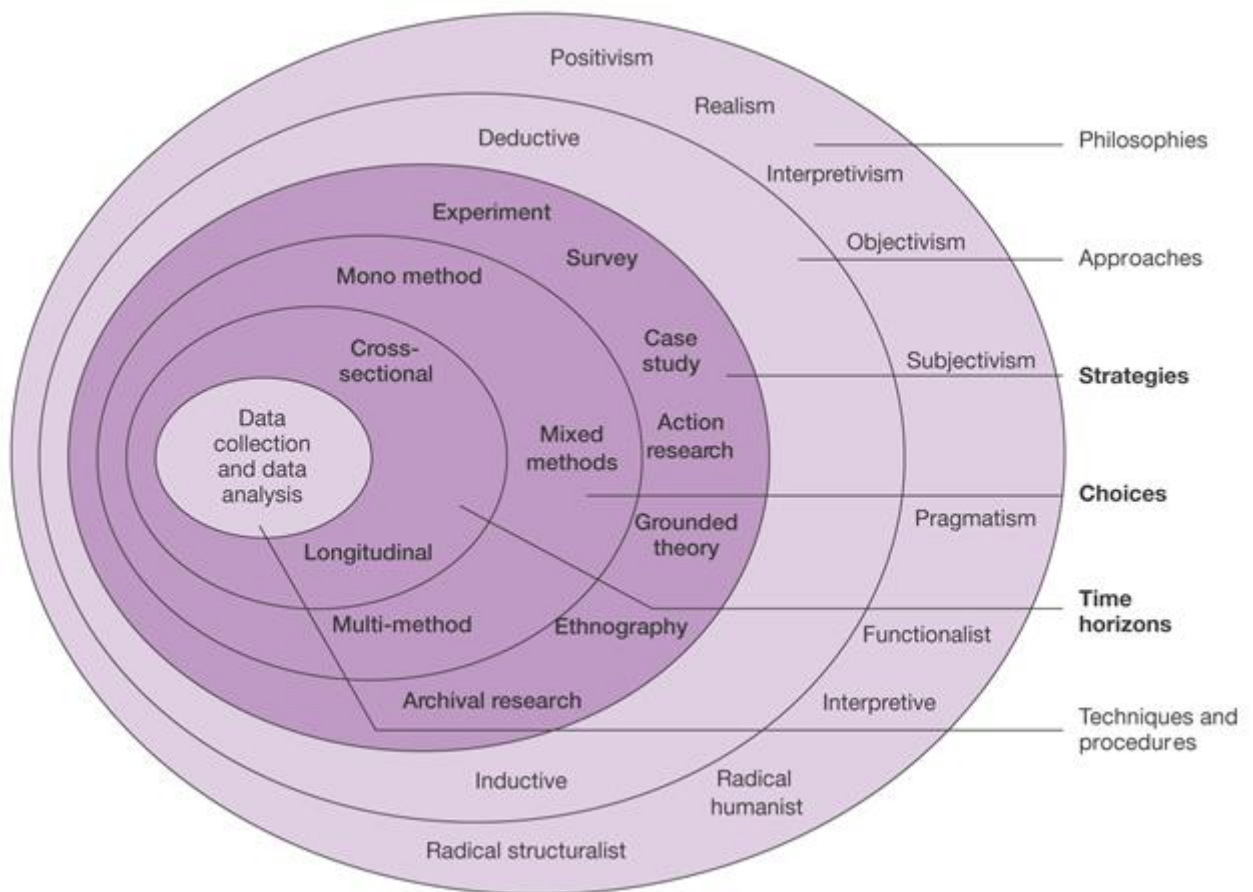 Positivism
Realism
Philosophies
Deductive
Interpretivism
Experiment
Objectivism
Survey
Approaches
Mono method
Case
study
Cross-
sectional
Subjectivism
Strategies
Data
collection
and data
analysis
Mixed
methods
Action
research
Choices
Grounded
theory
Pragmatism
Longitudinal
Time
horizons
Multi-method
Ethnography
Functionalist
Archival research
Interpretive
Techniques and
procedures
Inductive
Radical
humanist
Radical structuralist